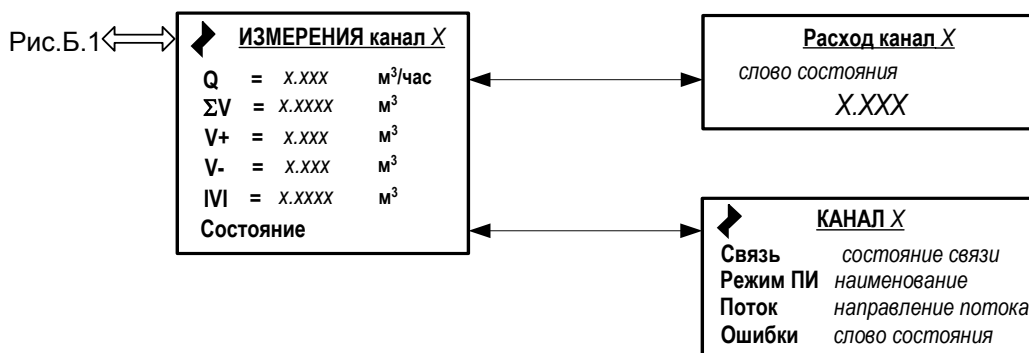 Рис.Б.1
ИЗМЕРЕНИЯ канал X
Q = X.XXX м³/час
ΣV = X.XXXX м³
V+ = X.XXX м³
V- = X.XXX м³
|V| = X.XXXX м³
Состояние
Расход канал X
слово состояния
X.XXX
КАНАЛ X
Связь состояние связи
Режим ПИ наименование
Поток направление потока
Ошибки слово состояния